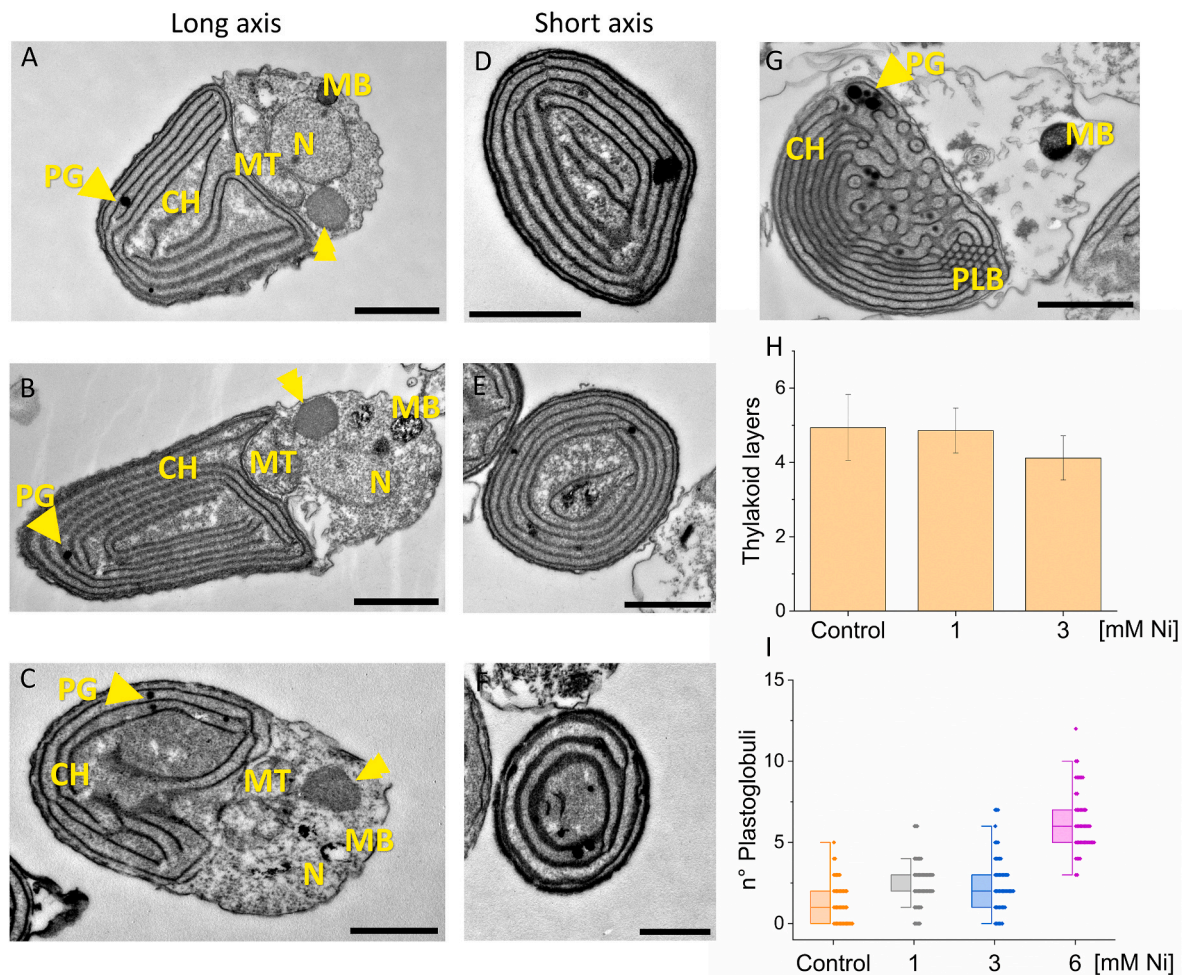 Long axis
Short axis
A
MB
N
MT
PG
CH
D
G
PG
CH
MB
PLB
B
MB
CH
MT
N
PG
E
H
Thylakoid layers
6
4
2
0
Control 1 3 [mM Ni]
C
PG
CH
MT
MB
N
F
I
n° Plastoglobuli
15
10
5
0
Control 1 3 6 [mM Ni]